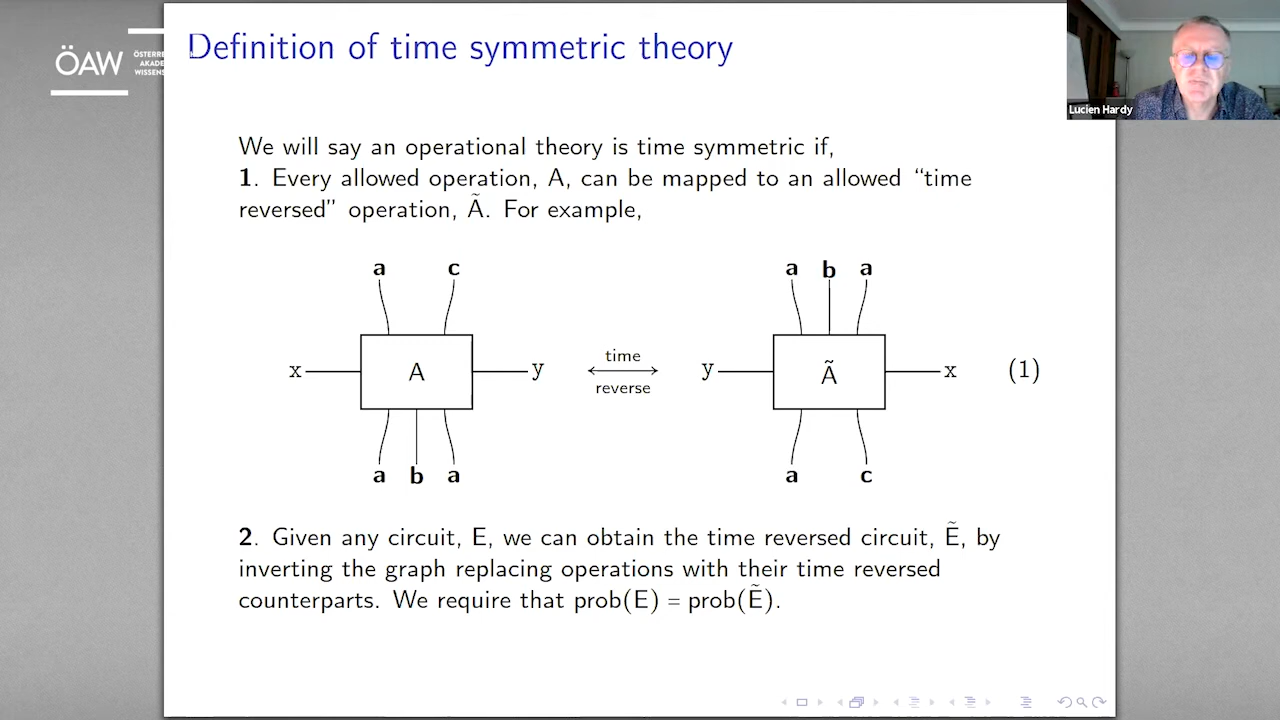 ÖAW
ÖSTERRE
AKADE
WISSENS
Definition of time symmetric theory
Lucien Hardy
We will say an operational theory is time symmetric if,
1. Every allowed operation, A, can be mapped to an allowed “time
reversed” operation, Ã. For example,
a c a b a
x A y time reverse y Ã x (1)
a b a a c
2. Given any circuit, E, we can obtain the time reversed circuit, Ẽ, by
inverting the graph replacing operations with their time reversed
counterparts. We require that prob(E) = prob(Ẽ).